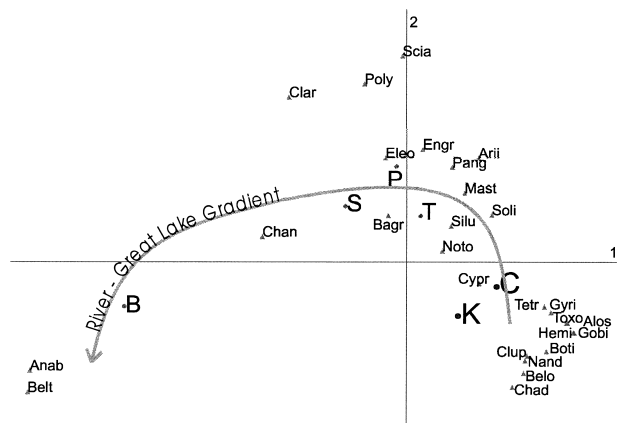 2
Scia
Poly
Clar
Engr
Eleo
Arii
Pang
P
Mast
S
T
Soli
Bagr
Silu
Chan
Noto
River - Great Lake Gradient
1
Cypr
C
B
K
Tetr
Gyri
Toxo
Alos
Hemi
Gobi
Clup
Boti
Nand
Anab
Belo
Belt
Chad